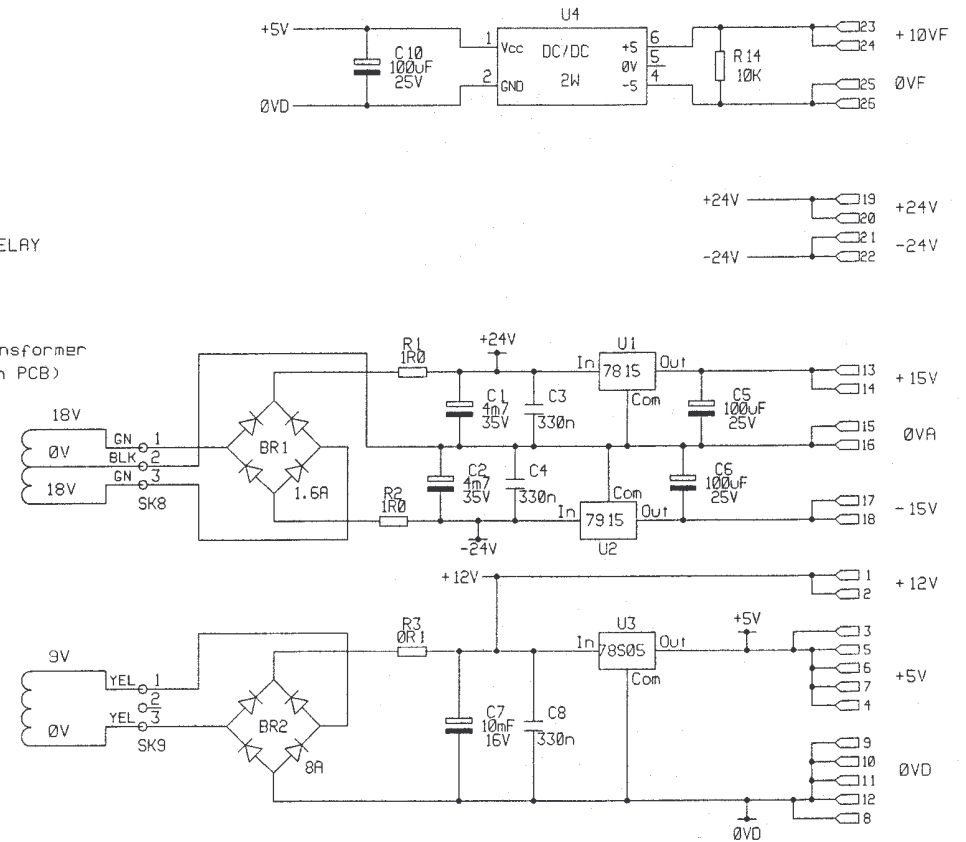 U4
+5V
1
Vcc
DC/DC
+S
6
0V
5
2
GND
2W
-S
4
C10
100uF
25V
0VD
R14
10K
23
24
+10VF
25
26
0VF
+24V
19
20
+24V
-24V
21
22
-24V
ELAY
nsformer
n PCB)
18V
0V
18V
GN
1
BLK
2
GN
3
SK8
BR1
1.6A
R1
1R0
+24V
R2
1R0
-24V
C1
4m7
35V
C3
330n
C2
4m7
35V
C4
330n
U1
In
7815
Out
Com
C5
100uF
25V
Com
In
7915
Out
U2
C6
100uF
25V
13
14
+15V
15
16
0VA
17
18
-15V
+12V
1
2
+12V
9V
0V
YEL
1
2
YEL
3
SK9
BR2
8A
R3
0R1
C7
10mF
16V
C8
330n
U3
In
78S05
Out
Com
+5V
3
5
6
7
4
+5V
9
10
11
12
8
0VD
0VD